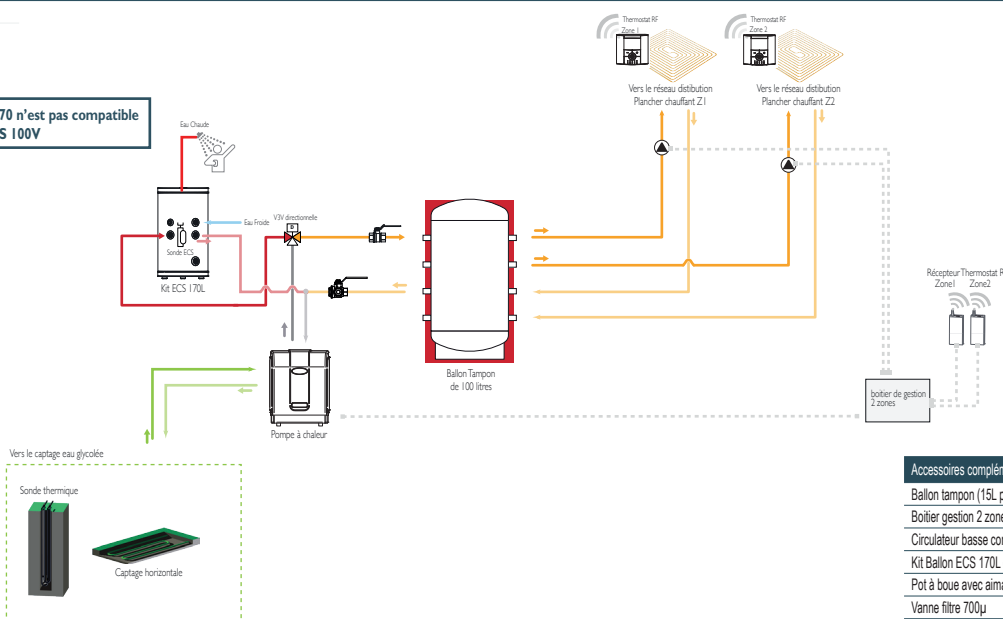 Thermostat RF
Zone 1
Thermostat RF
Zone 2
Vers le réseau distibution
Plancher chauffant Z1
Vers le réseau distibution
Plancher chauffant Z2
70 n'est pas compatible
S 100V
Eau Chaude
Eau Froide
V3V directionnelle
D
Sonde ECS
Kit ECS 170L
Ballon Tampon
de 100 litres
Récepteur Thermostat R
Zone1 Zone2
boitier de gestion
2 zones
Pompe à chaleur
Vers le captage eau glycolée
Sonde thermique
Captage horizontale
Accessoires complém
Ballon tampon (15L p
Boitier gestion 2 zone
Circulateur basse con
Kit Ballon ECS 170L
Pot à boue avec aima
Vanne filtre 700µ